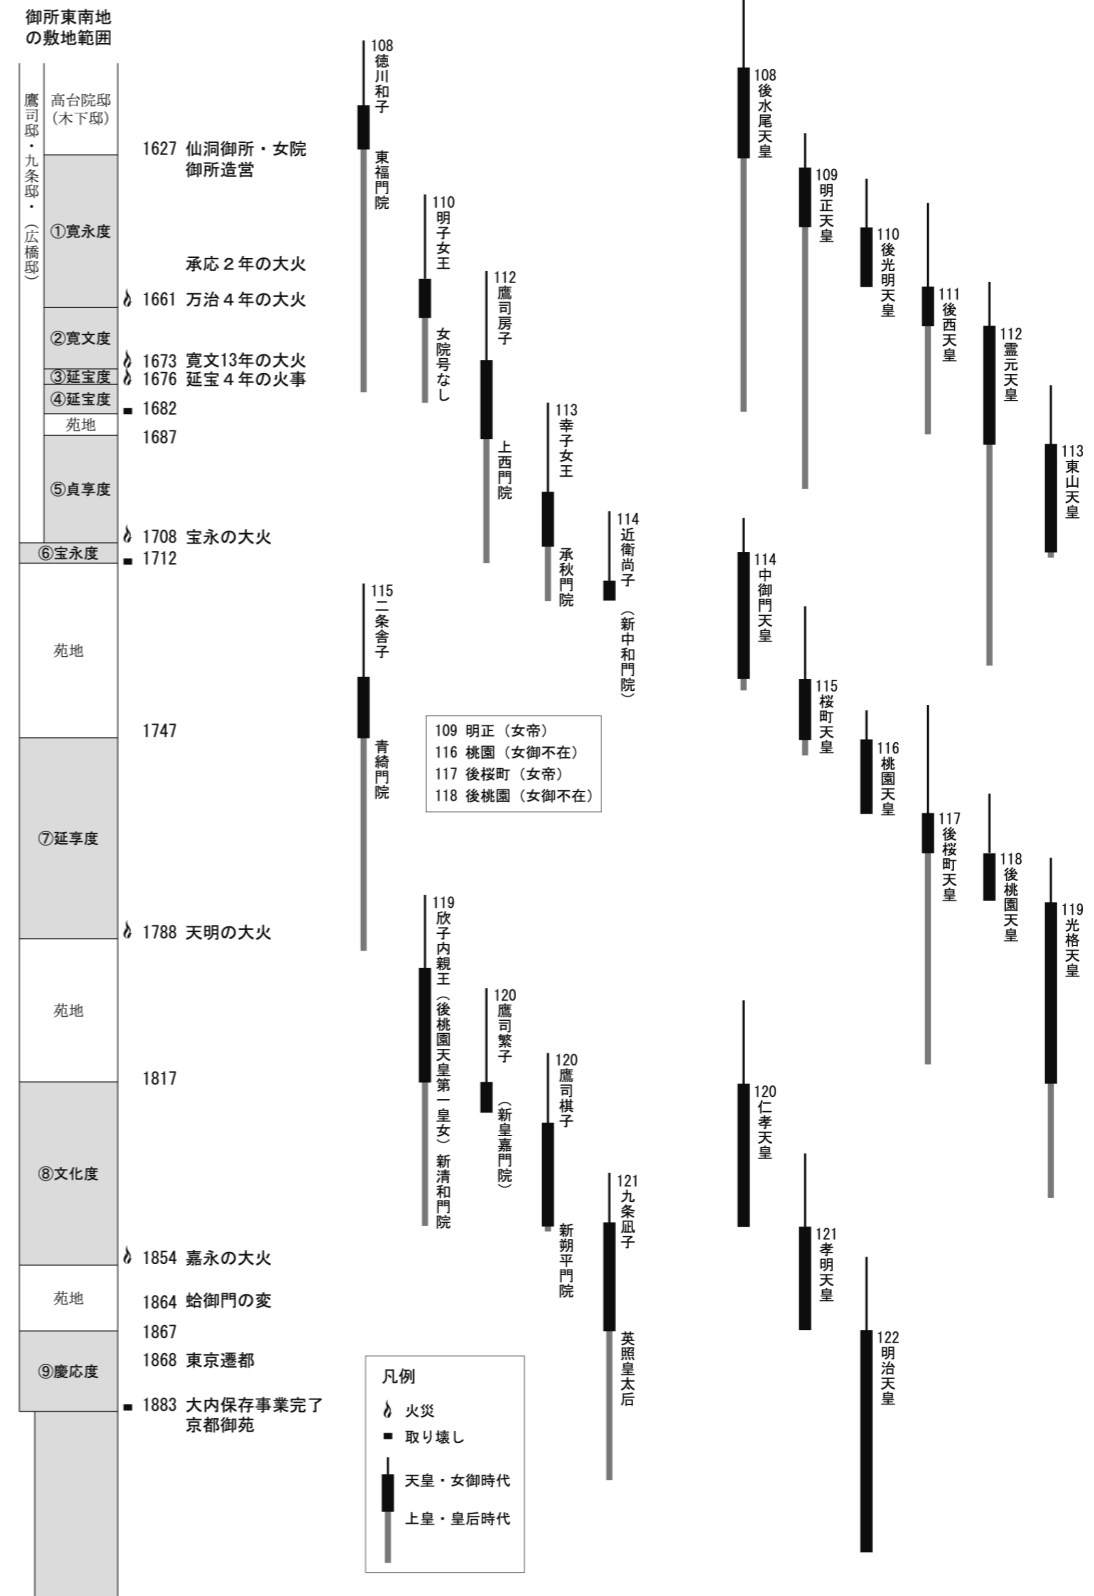 御所東南地
の敷地範囲
鷹司邸・九条邸・（広橋邸）
高台院邸
（木下邸）
①寛永度
②寛文度
③延宝度
④延宝度
苑地
⑤貞享度
⑥宝永度
苑地
⑦延享度
苑地
⑧文化度
苑地
⑨慶応度
1627 仙洞御所・女院
御所造営
承応２年の大火
1661 万治４年の大火
1673 寛文13年の大火
1676 延宝４年の火事
1682
1687
1708 宝永の大火
1712
1747
1788 天明の大火
1817
1854 嘉永の大火
1864 蛤御門の変
1867
1868 東京遷都
1883 大内保存事業完了
京都御苑
108 徳川和子
東福門院
110 明子女王
女院号なし
112 鷹司房子
上西門院
113 幸子女王
承秋門院
114 近衛尚子
（新中和門院）
115 二条舎子
青綺門院
109 明正（女帝）
116 桃園（女御不在）
117 後桜町（女帝）
118 後桃園（女御不在）
119 欣子内親王（後桃園天皇第一皇女）新清和門院
120 鷹司繁子
（新皇嘉門院）
120 鷹司棋子
新朔平門院
121 九条凪子
英照皇太后
108 後水尾天皇
109 明正天皇
110 後光明天皇
111 後西天皇
112 霊元天皇
113 東山天皇
114 中御門天皇
115 桜町天皇
116 桃園天皇
117 後桜町天皇
118 後桃園天皇
119 光格天皇
120 仁孝天皇
121 孝明天皇
122 明治天皇
凡例
火災
取り壊し
天皇・女御時代
上皇・皇后時代